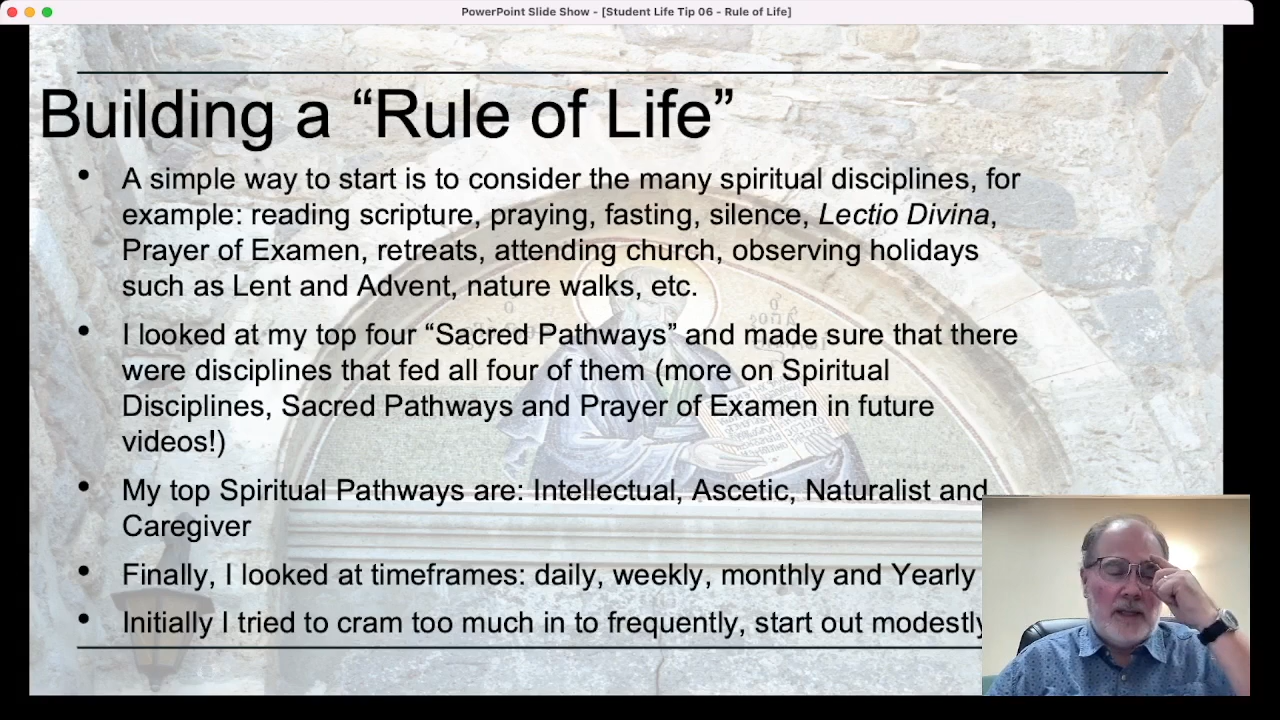 PowerPoint Slide Show - [Student Life Tip 06 - Rule of Life]
Building a “Rule of Life”
• A simple way to start is to consider the many spiritual disciplines, for
example: reading scripture, praying, fasting, silence, Lectio Divina,
Prayer of Examen, retreats, attending church, observing holidays
such as Lent and Advent, nature walks, etc.
• I looked at my top four “Sacred Pathways” and made sure that there
were disciplines that fed all four of them (more on Spiritual
Disciplines, Sacred Pathways and Prayer of Examen in future
videos!)
• My top Spiritual Pathways are: Intellectual, Ascetic, Naturalist and
Caregiver
• Finally, I looked at timeframes: daily, weekly, monthly and Yearly
• Initially I tried to cram too much in to frequently, start out modestly